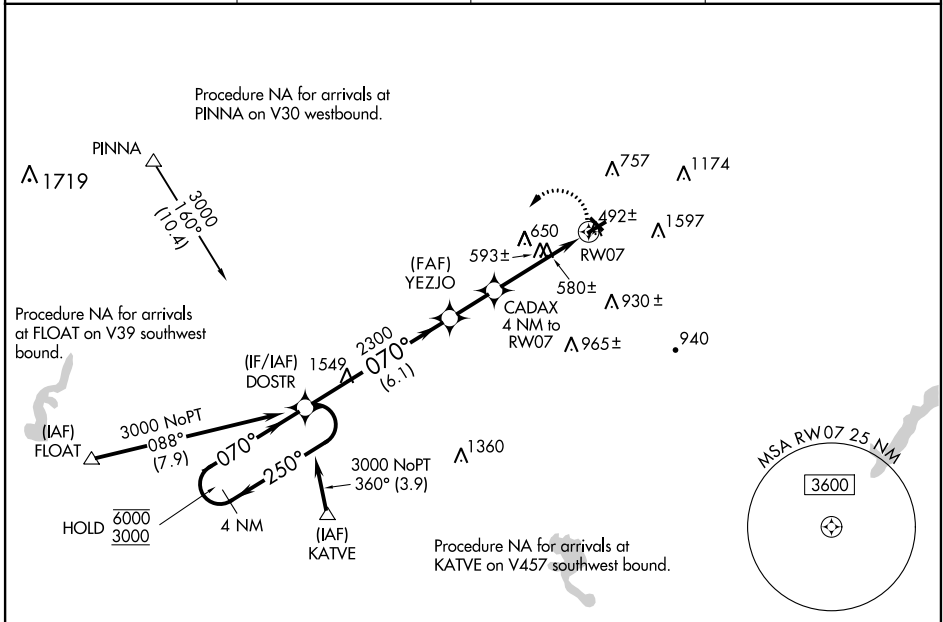 Procedure NA for arrivals at
PINNA on V30 westbound.
PINNA
1719
3000
160°
(10.4)
757
1174
492±
650
1597
593±
RW07
580±
(FAF)
YEZJO
930 ±
CADAX
4 NM to
RW07
965±
940
Procedure NA for arrivals
at FLOAT on V39 southwest
bound.
(IF/IAF)
DOSTR
1549
2300
070°
(6.1)
(IAF)
FLOAT
3000 NoPT
088°
(7.9)
070°
250°
1360
3000 NoPT
360° (3.9)
HOLD
6000
3000
4 NM
(IAF)
KATVE
Procedure NA for arrivals at
KATVE on V457 southwest bound.
MSA RW07 25 NM
3600